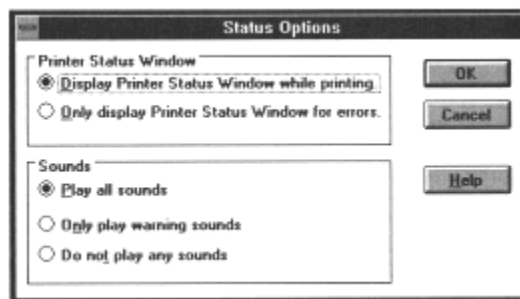 Status Options
Printer Status Window
Display Printer Status Window while printing
Only display Printer Status Window for errors.
Sounds
Play all sounds
Only play warning sounds
Do not play any sounds
OK
Cancel
Help